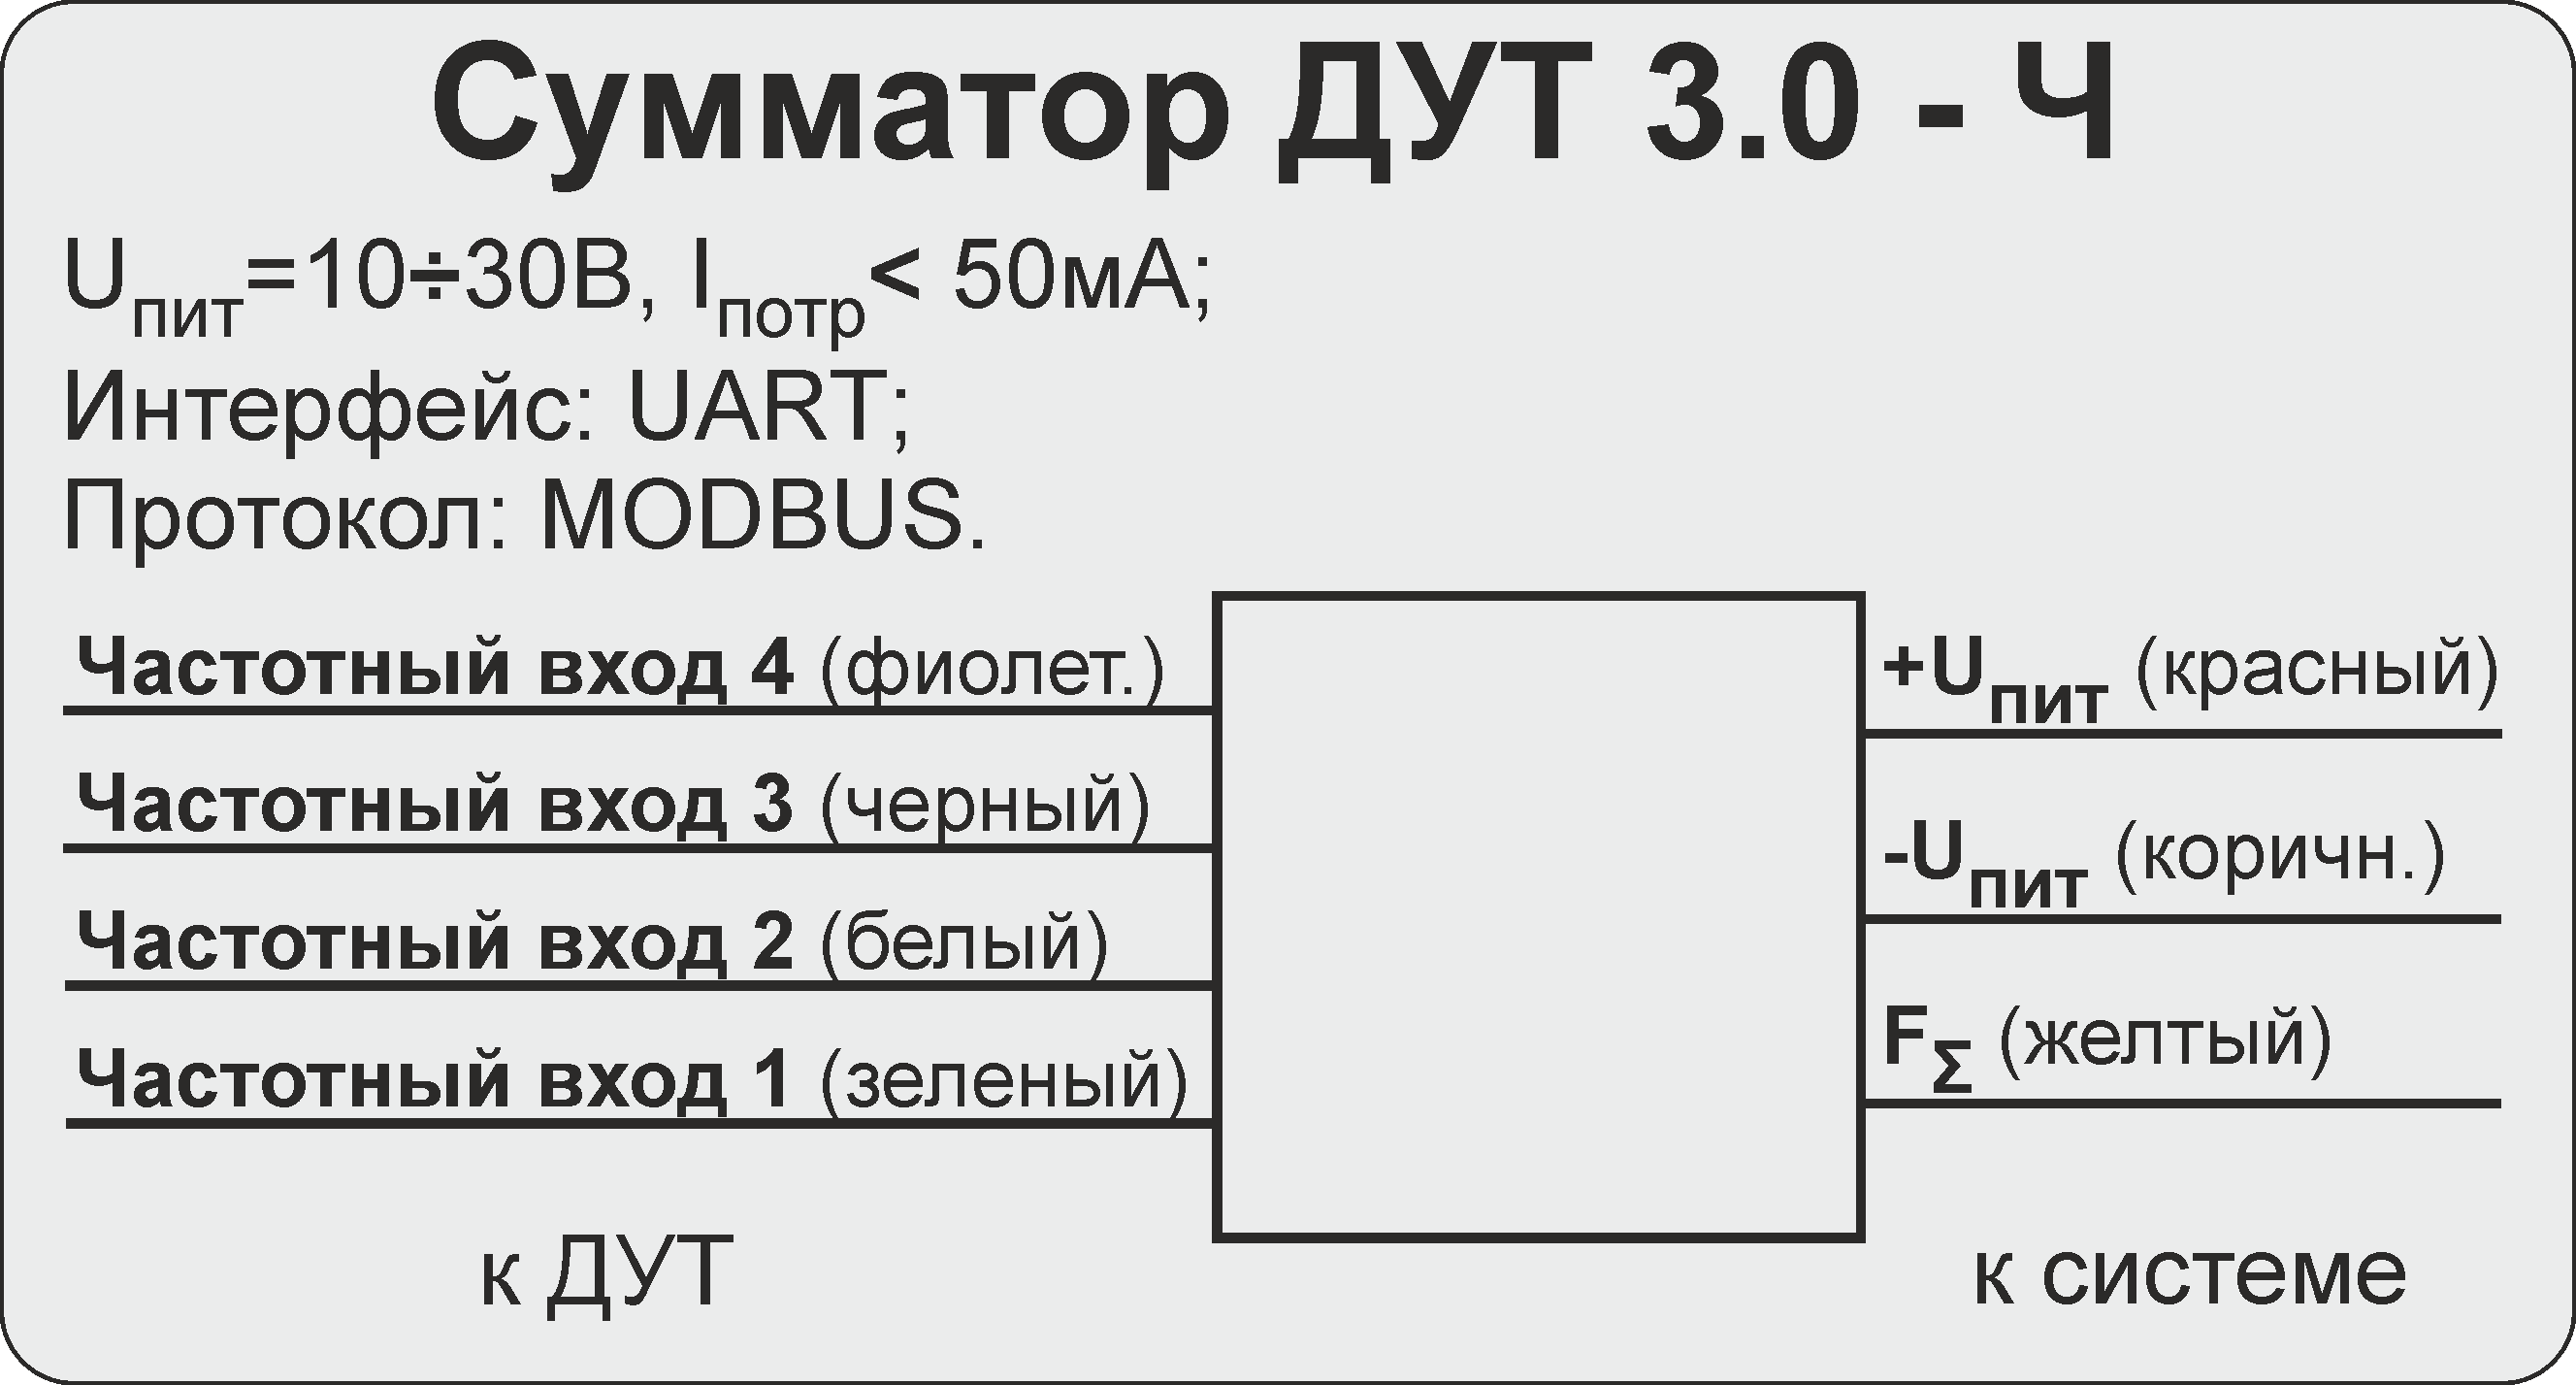 Сумматор ДУТ 3.0 - Ч
Uпит=10÷30В, Iпотр< 50мА;
Интерфейс: UART;
Протокол: MODBUS.
Частотный вход 4 (фиолет.)
Частотный вход 3 (черный)
Частотный вход 2 (белый)
Частотный вход 1 (зеленый)
к ДУТ
+Uпит (красный)
-Uпит (коричн.)
FΣ (желтый)
к системе